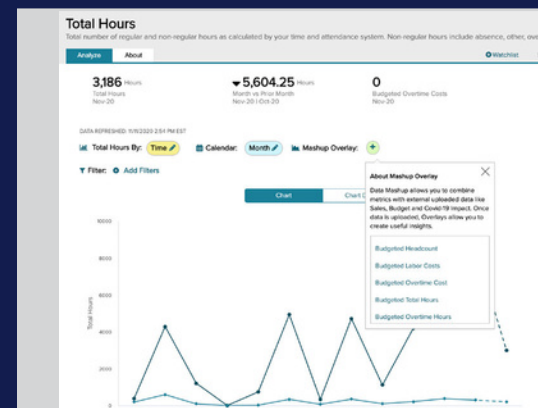 Total Hours
Total number of regular and non-regular hours as calculated by your time and attendance system. Non regular hours include absence, other, ove
Analyze About Watchlist
3,186 Hours
Total Hours
Nov-20
5,604.25 Hours
Month vs Prior Month
Nov-20 | Oct-20
0
Budgeted Overtime Costs
Nov-20
DATA REFRESHED: 11/11/2020 2:54 PM EST
Total Hours By: Time Calendar: Month Mashup Overlay: +
Filter: Add Filters
Chart Chart D
About Mashup Overlay
Data Mashup allows you to combine
metrics with external uploaded data like
Sales, Budget and Covid-19 Impact. Once
data is uploaded, Overlays allow you to
create useful insights.
Budgeted Headcount
Budgeted Labor Costs
Budgeted Overtime Cost
Budgeted Total Hours
Budgeted Overtime Hours
Total Hours
10000
8000
6000
4000
2000